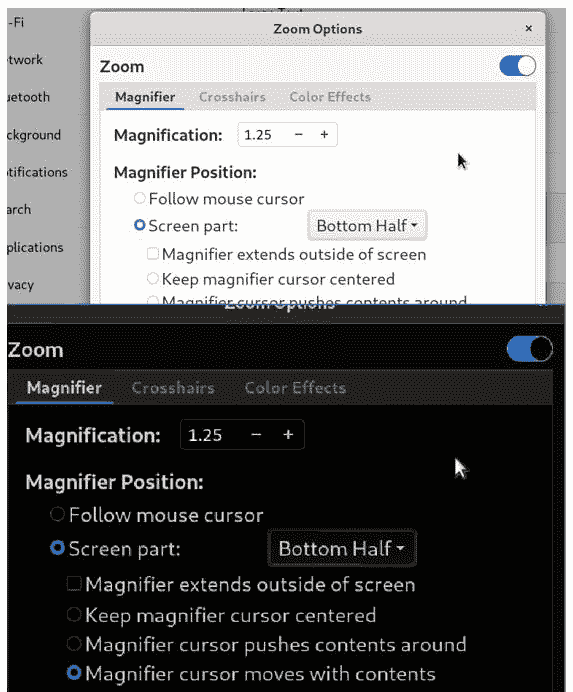 -Fi
Zoom Options ×
etwork
Zoom
uetooth
Magnifier Crosshairs Color Effects
ckground
Magnification: 1.25 − +
otifications
Magnifier Position:
Follow mouse cursor
arch
Screen part: Bottom Half
plications
Magnifier extends outside of screen
Keep magnifier cursor centered
vacy
Magnifier cursor pushes contents around
Zoom Options
Zoom
Magnifier Crosshairs Color Effects
Magnification: 1.25 − +
Magnifier Position:
Follow mouse cursor
Screen part: Bottom Half
Magnifier extends outside of screen
Keep magnifier cursor centered
Magnifier cursor pushes contents around
Magnifier cursor moves with contents